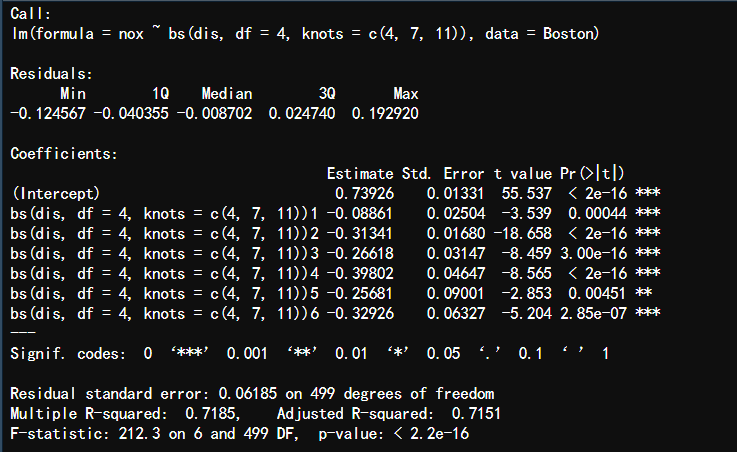 Call:
lm(formula = nox ~ bs(dis, df = 4, knots = c(4, 7, 11)), data = Boston)
Residuals:
Min 1Q Median 3Q Max
-0.124567 -0.040355 -0.008702 0.024740 0.192920
Coefficients:
Estimate Std. Error t value Pr(>|t|)
(Intercept) 0.73926 0.01331 55.537 < 2e-16 ***
bs(dis, df = 4, knots = c(4, 7, 11))1 -0.08861 0.02504 -3.539 0.00044 ***
bs(dis, df = 4, knots = c(4, 7, 11))2 -0.31341 0.01680 -18.658 < 2e-16 ***
bs(dis, df = 4, knots = c(4, 7, 11))3 -0.26618 0.03147 -8.459 3.00e-16 ***
bs(dis, df = 4, knots = c(4, 7, 11))4 -0.39802 0.04647 -8.565 < 2e-16 ***
bs(dis, df = 4, knots = c(4, 7, 11))5 -0.25681 0.09001 -2.853 0.00451 **
bs(dis, df = 4, knots = c(4, 7, 11))6 -0.32926 0.06327 -5.204 2.85e-07 ***
---
Signif. codes: 0 ‘***’ 0.001 ‘**’ 0.01 ‘*’ 0.05 ‘.’ 0.1 ‘ ’ 1
Residual standard error: 0.06185 on 499 degrees of freedom
Multiple R-squared: 0.7185, Adjusted R-squared: 0.7151
F-statistic: 212.3 on 6 and 499 DF, p-value: < 2.2e-16